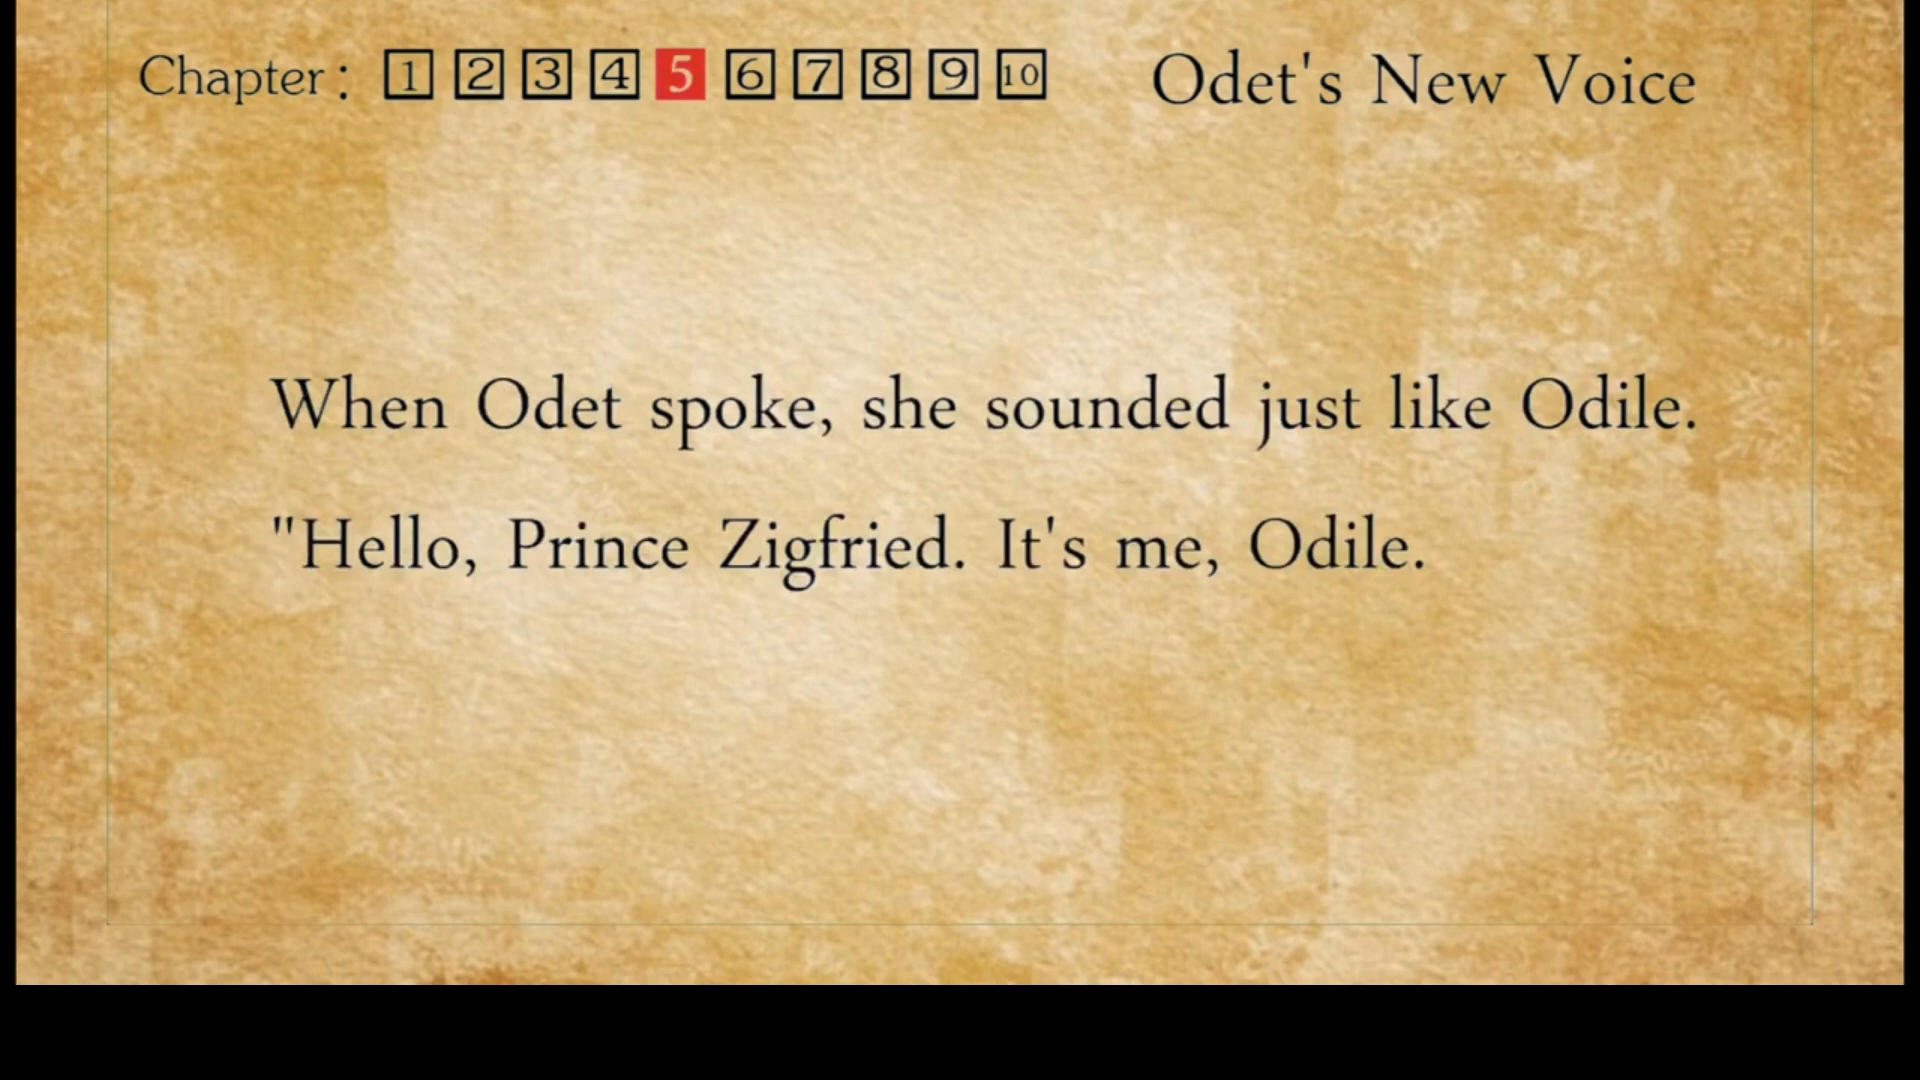 Chapter: 1 2 3 4 5 6 7 8 9 10 Odet's New Voice
When Odet spoke, she sounded just like Odile.
"Hello, Prince Zigfried. It's me, Odile.